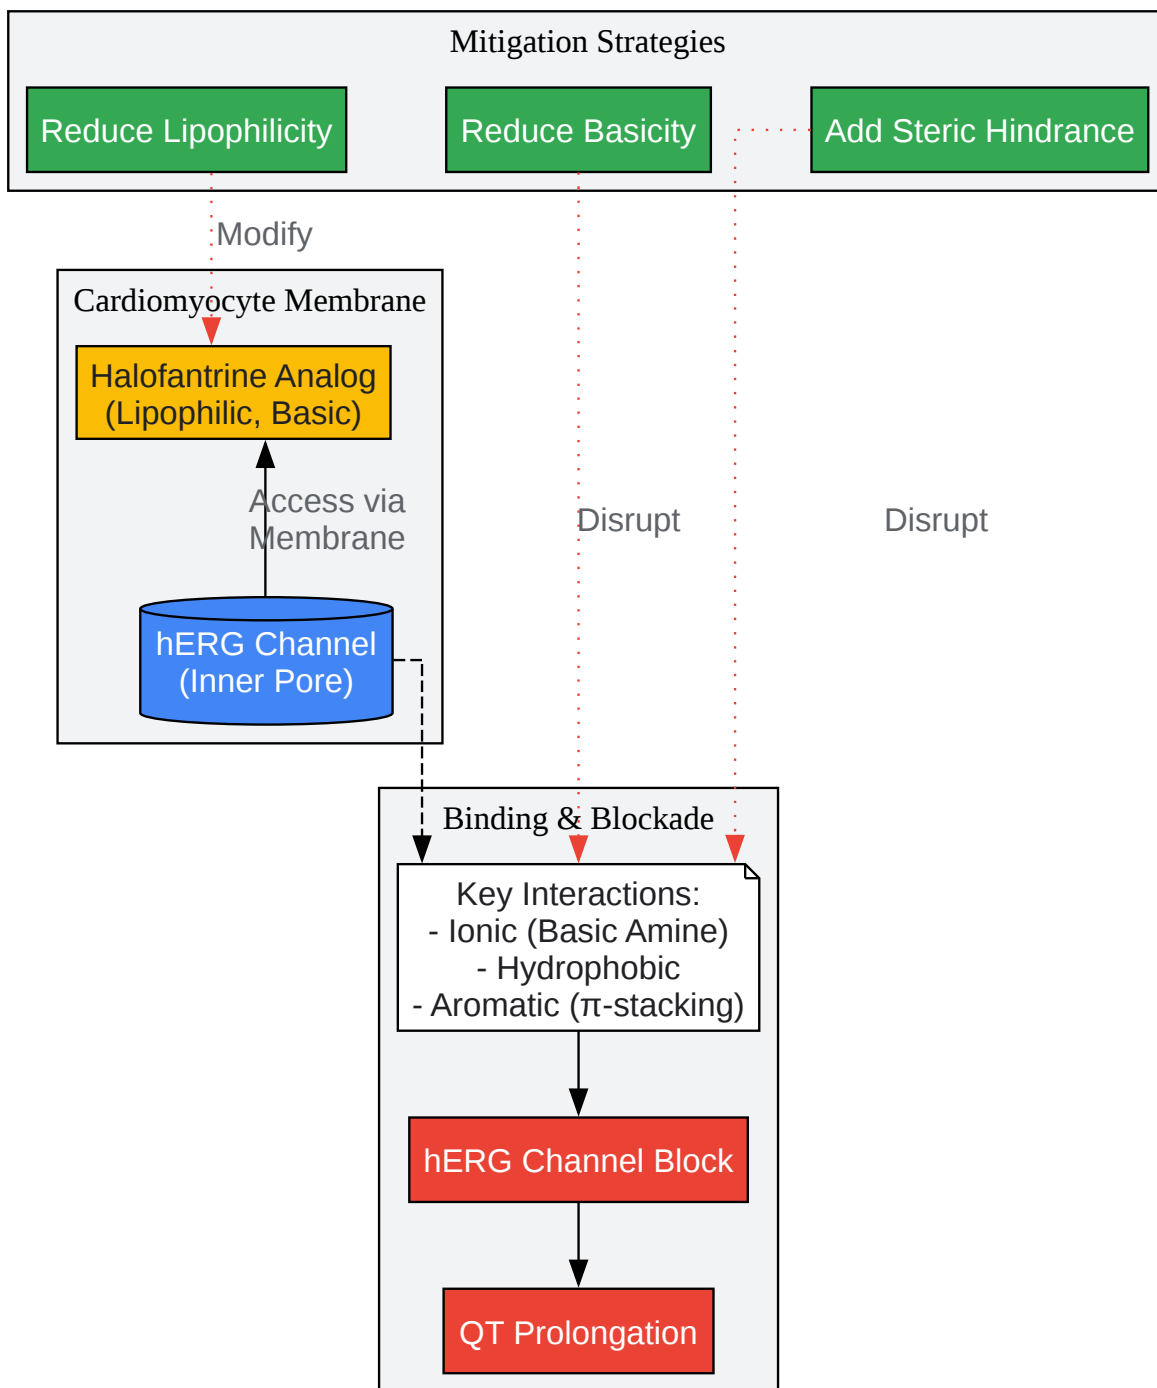 Mitigation Strategies
Reduce Lipophilicity
Reduce Basicity
Add Steric Hindrance
Modify
Cardiomyocyte Membrane
Halofantrine Analog
(Lipophilic, Basic)
Access via
Membrane
Disrupt
Disrupt
hERG Channel
(Inner Pore)
Binding & Blockade
Key Interactions:
- Ionic (Basic Amine)
- Hydrophobic
- Aromatic (π-stacking)
hERG Channel Block
QT Prolongation